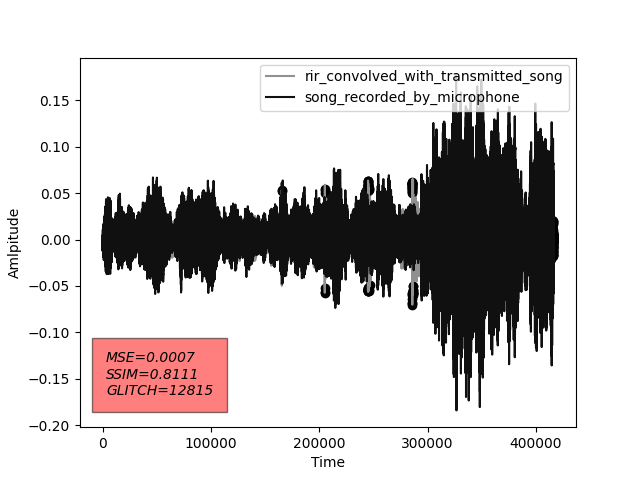 rir_convolved_with_transmitted_song
song_recorded_by_microphone
0.15
0.10
0.05
0.00
−0.05
−0.10
−0.15
−0.20
Amlpitude
MSE=0.0007
SSIM=0.8111
GLITCH=12815
0 100000 200000 300000 400000
Time